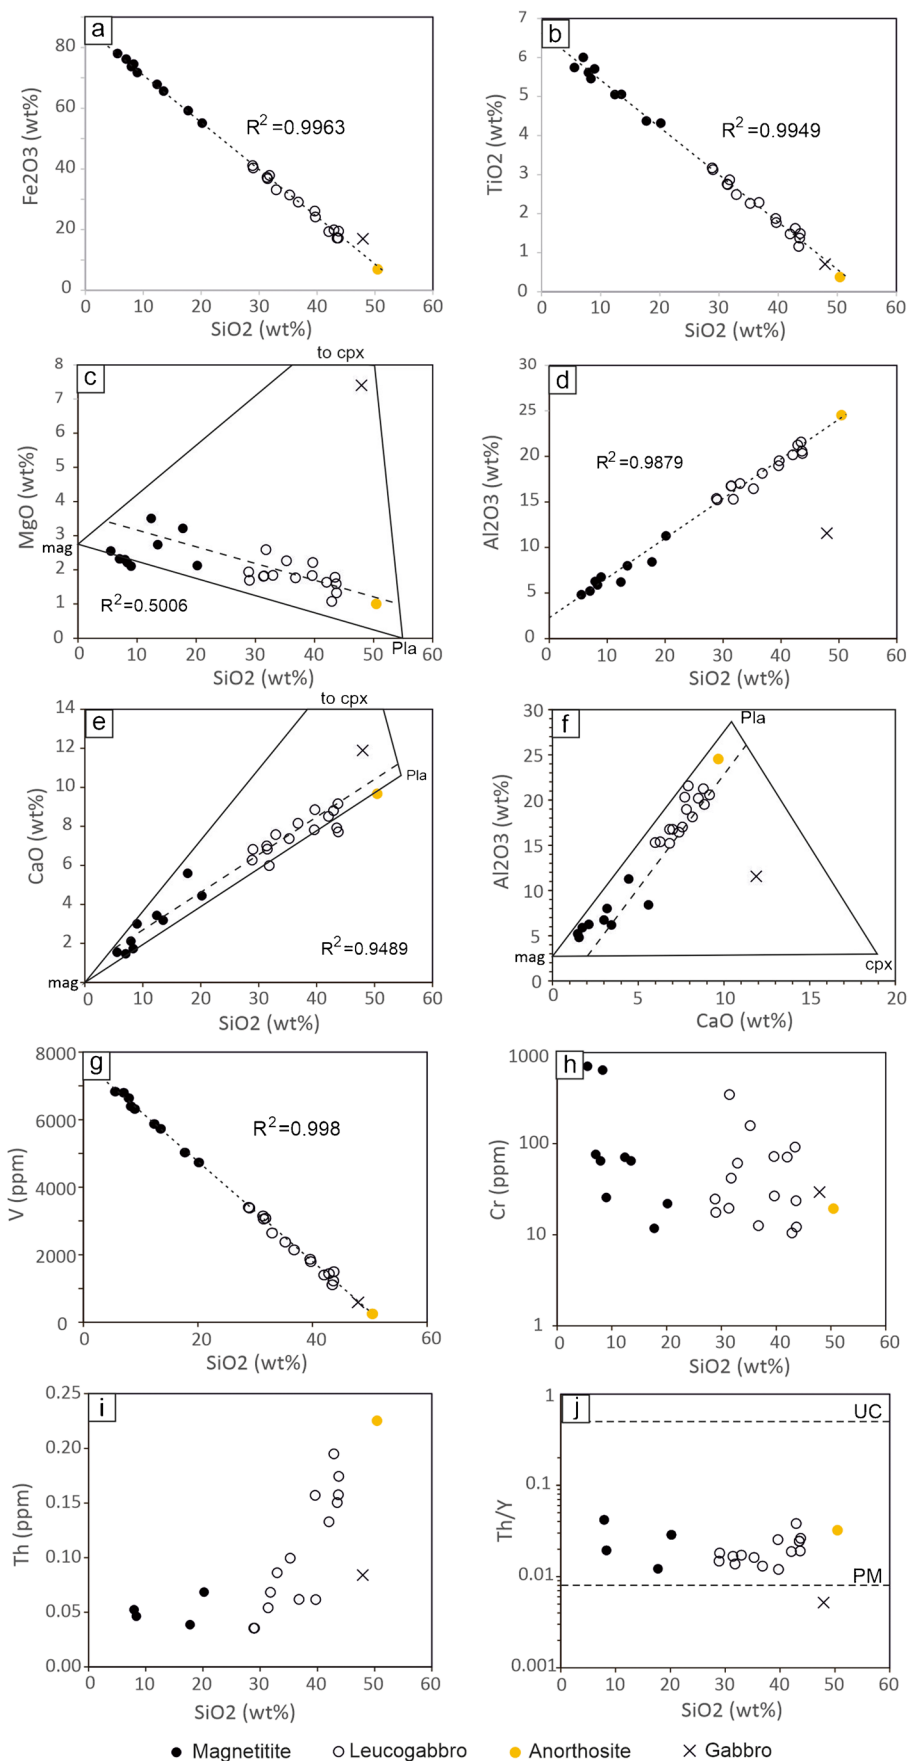 a
Fe2O3 (wt%)
80
60
40
20
0
R²=0.9963
0 10 20 30 40 50 60
SiO2 (wt%)
b
TiO2 (wt%)
7
6
5
4
3
2
1
0
R²=0.9949
0 10 20 30 40 50 60
SiO2 (wt%)
c
to cpx
MgO (wt%)
8
7
6
5
4
3
mag
2
1
0
R²=0.5006
Pla
0 10 20 30 40 50 60
SiO2 (wt%)
d
Al2O3 (wt%)
30
25
20
15
10
5
0
R²=0.9879
0 10 20 30 40 50 60
SiO2 (wt%)
e
to cpx
CaO (wt%)
14
12
10
8
6
4
2
mag
Pla
R²=0.9489
0 10 20 30 40 50 60
SiO2 (wt%)
f
Pla
Al2O3 (wt%)
30
25
20
15
10
5
mag
0
cpx
0 5 10 15 20
CaO (wt%)
g
V (ppm)
8000
6000
4000
2000
0
R²=0.998
0 20 40 60
SiO2 (wt%)
h
Cr (ppm)
1000
100
10
1
0 10 20 30 40 50 60
SiO2 (wt%)
i
Th (ppm)
0.25
0.20
0.15
0.10
0.05
0.00
0 10 20 30 40 50 60
SiO2 (wt%)
j
UC
Th/Y
1
0.1
0.01
0.001
PM
0 10 20 30 40 50 60
SiO2 (wt%)
Magnetitite Leucogabbro Anorthosite Gabbro